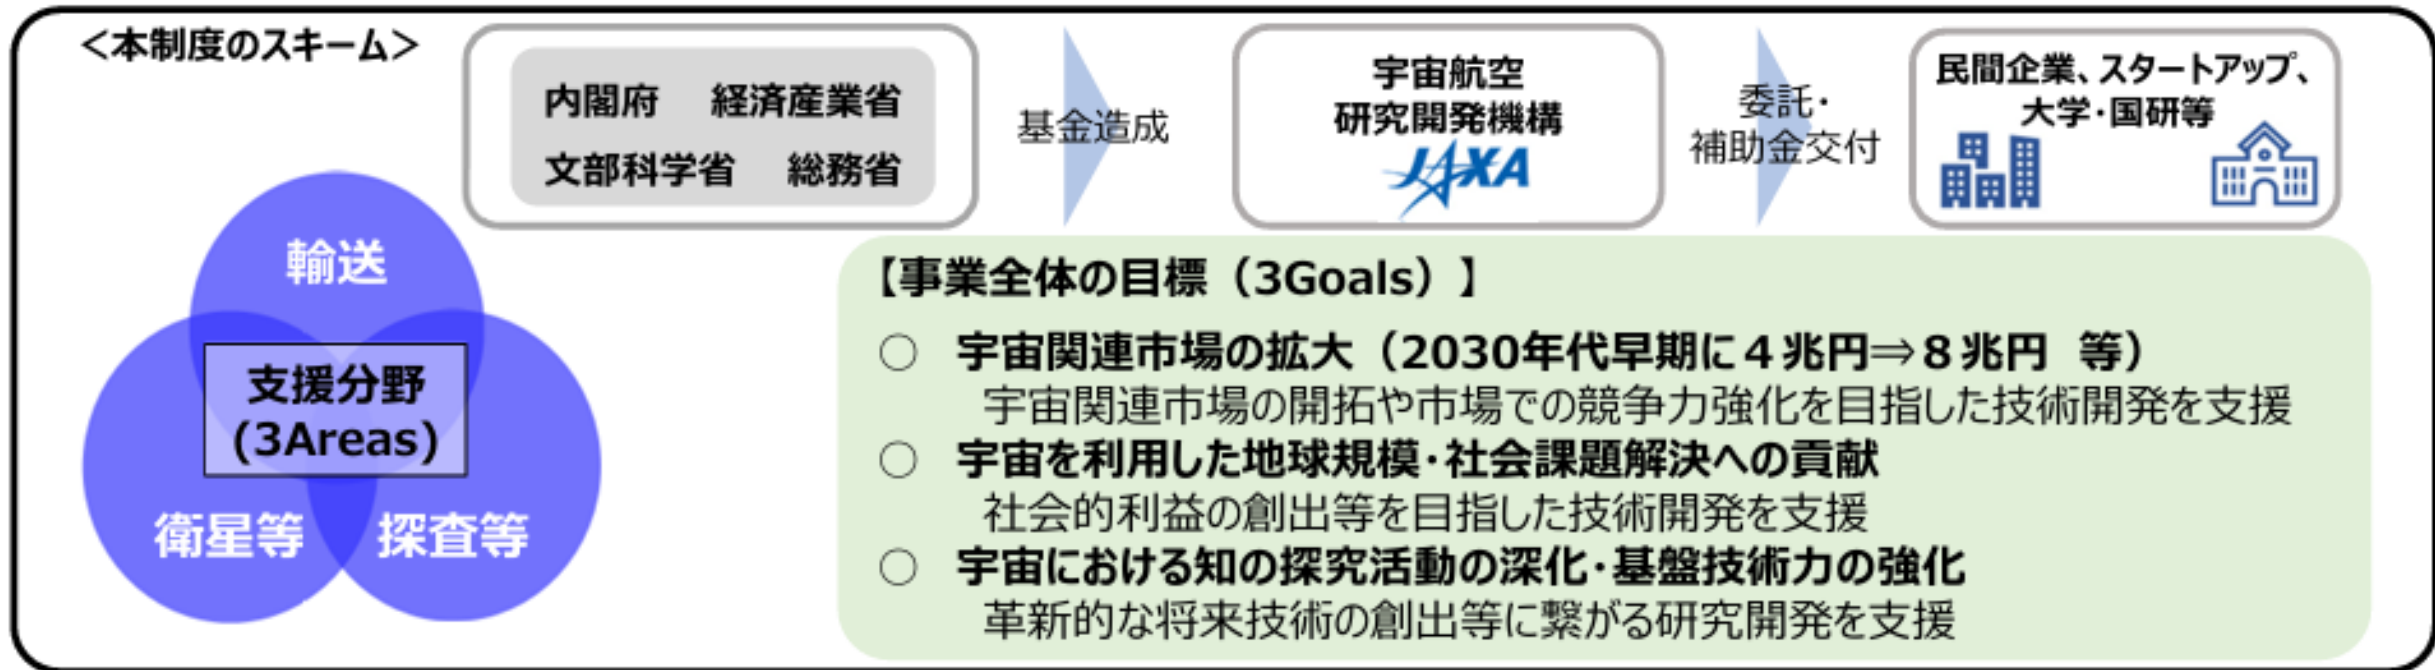 ＜本制度のスキーム＞
内閣府　経済産業省
文部科学省　総務省
基金造成
宇宙航空
研究開発機構
JAXA
委託・
補助金交付
民間企業、スタートアップ、
大学・国研等
輸送
支援分野
(3Areas)
衛星等
探査等
【事業全体の目標（3Goals）】
○　宇宙関連市場の拡大（2030年代早期に４兆円⇒８兆円 等）
宇宙関連市場の開拓や市場での競争力強化を目指した技術開発を支援
○　宇宙を利用した地球規模・社会課題解決への貢献
社会的利益の創出等を目指した技術開発を支援
○　宇宙における知の探究活動の深化・基盤技術力の強化
革新的な将来技術の創出等に繋がる研究開発を支援